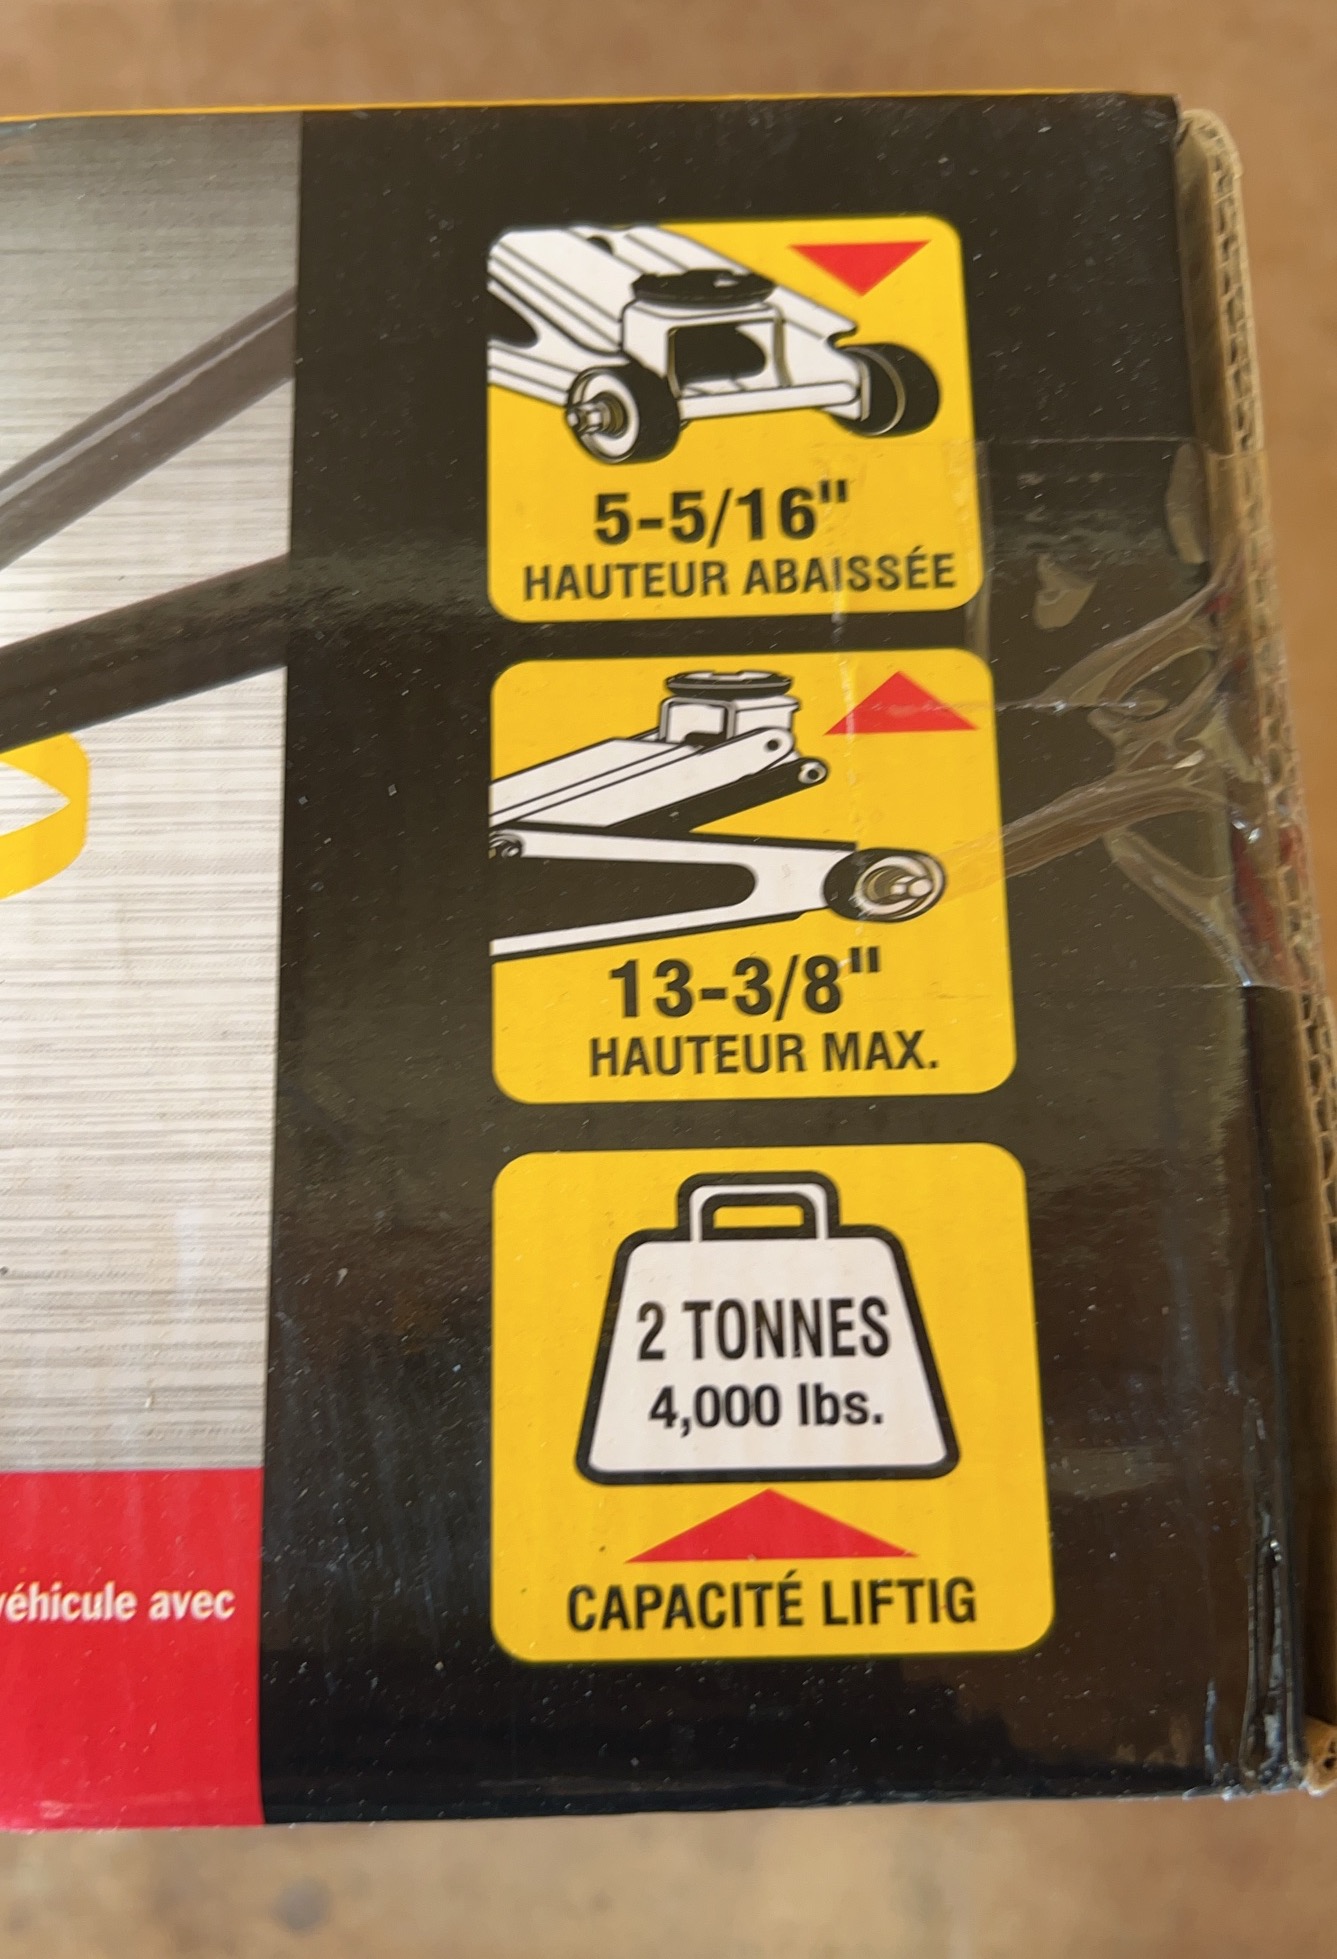 5-5/16"
HAUTEUR ABAISSÉE
13-3/8"
HAUTEUR MAX.
2 TONNES
4,000 lbs.
CAPACITÉ LIFTIG
véhicule avec